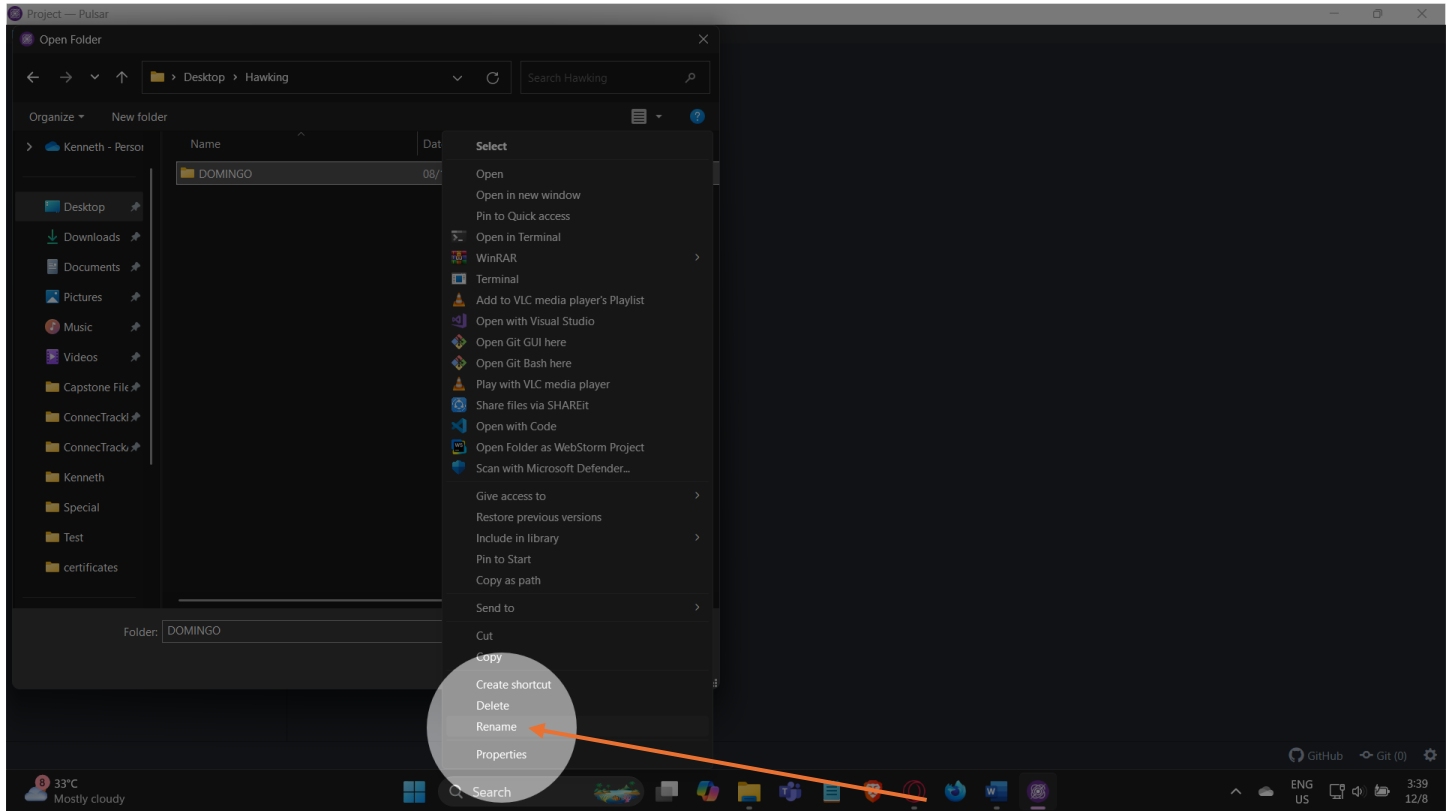 Project — Pulsar
Open Folder
Desktop > Hawking
Search Hawking
Organize
New folder
Kenneth - Person
Name
Dat
DOMINGO
08/
Desktop
Downloads
Documents
Pictures
Music
Videos
Capstone File
ConnecTrackl
ConnecTrack
Kenneth
Special
Test
certificates
Folder:
DOMINGO
Select
Open
Open in new window
Pin to Quick access
Open in Terminal
WinRAR
Terminal
Add to VLC media player's Playlist
Open with Visual Studio
Open Git GUI here
Open Git Bash here
Play with VLC media player
Share files via SHAREit
Open with Code
Open Folder as WebStorm Project
Scan with Microsoft Defender...
Give access to
Restore previous versions
Include in library
Pin to Start
Copy as path
Send to
Cut
Copy
Create shortcut
Delete
Rename
Properties
GitHub
Git (0)
8
33°C
Mostly cloudy
Search
ENG
US
3:39
12/8